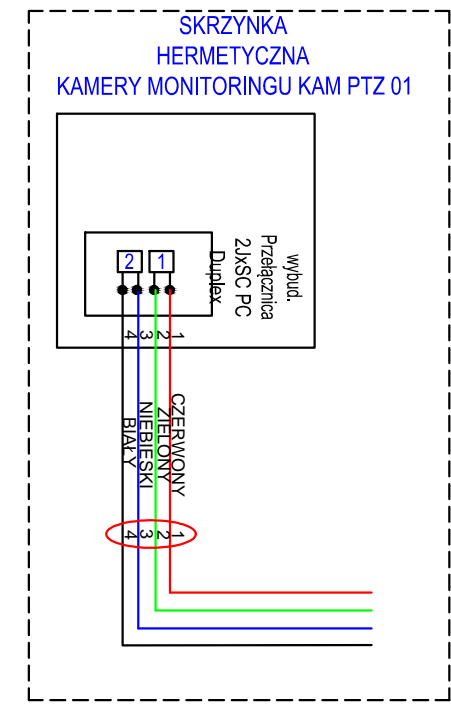 SKRZYNKA
HERMETYCZNA
KAMERY MONITORINGU KAM PTZ 01
wybud.
Przełącznica
2JxSC PC
Duplex
2 1
1
2
3
4
CZERWONY
ZIELONY
NIEBIESKI
BIAŁY
1
2
3
4